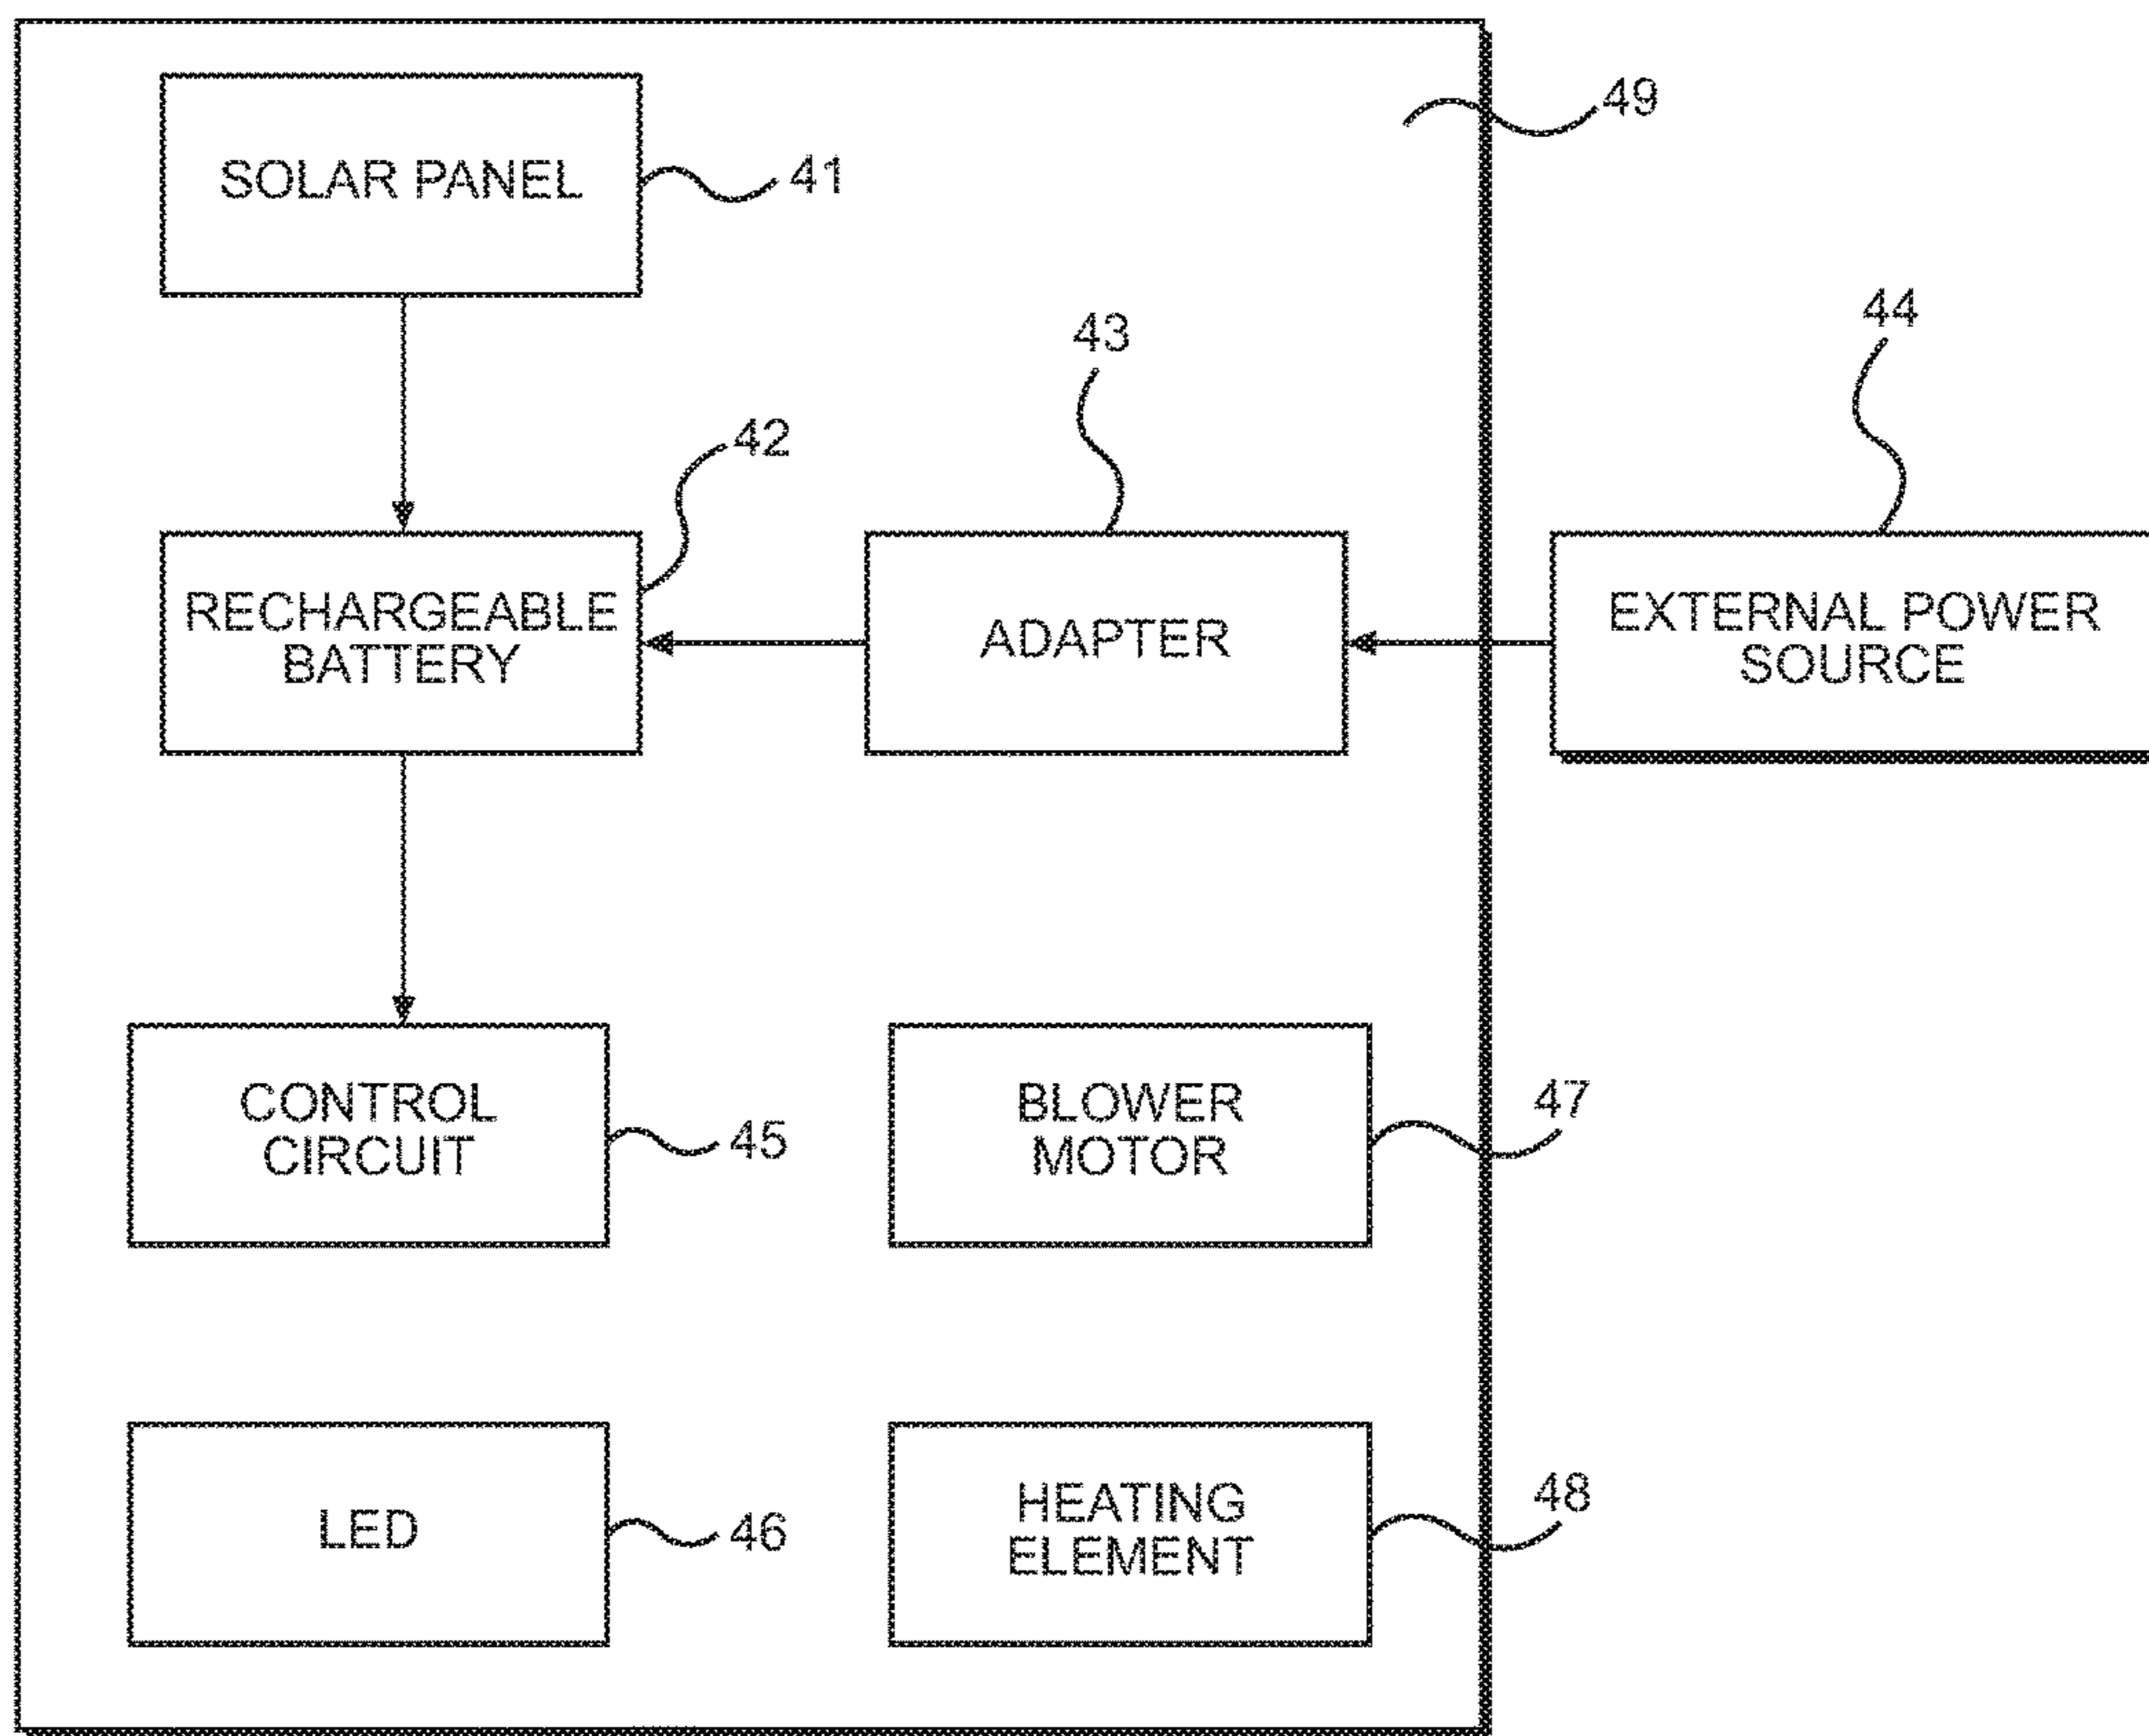 49
SOLAR PANEL
41
43
44
42
RECHARGEABLE
BATTERY
ADAPTER
EXTERNAL POWER
SOURCE
CONTROL
CIRCUIT
45
BLOWER
MOTOR
47
LED
46
HEATING
ELEMENT
48